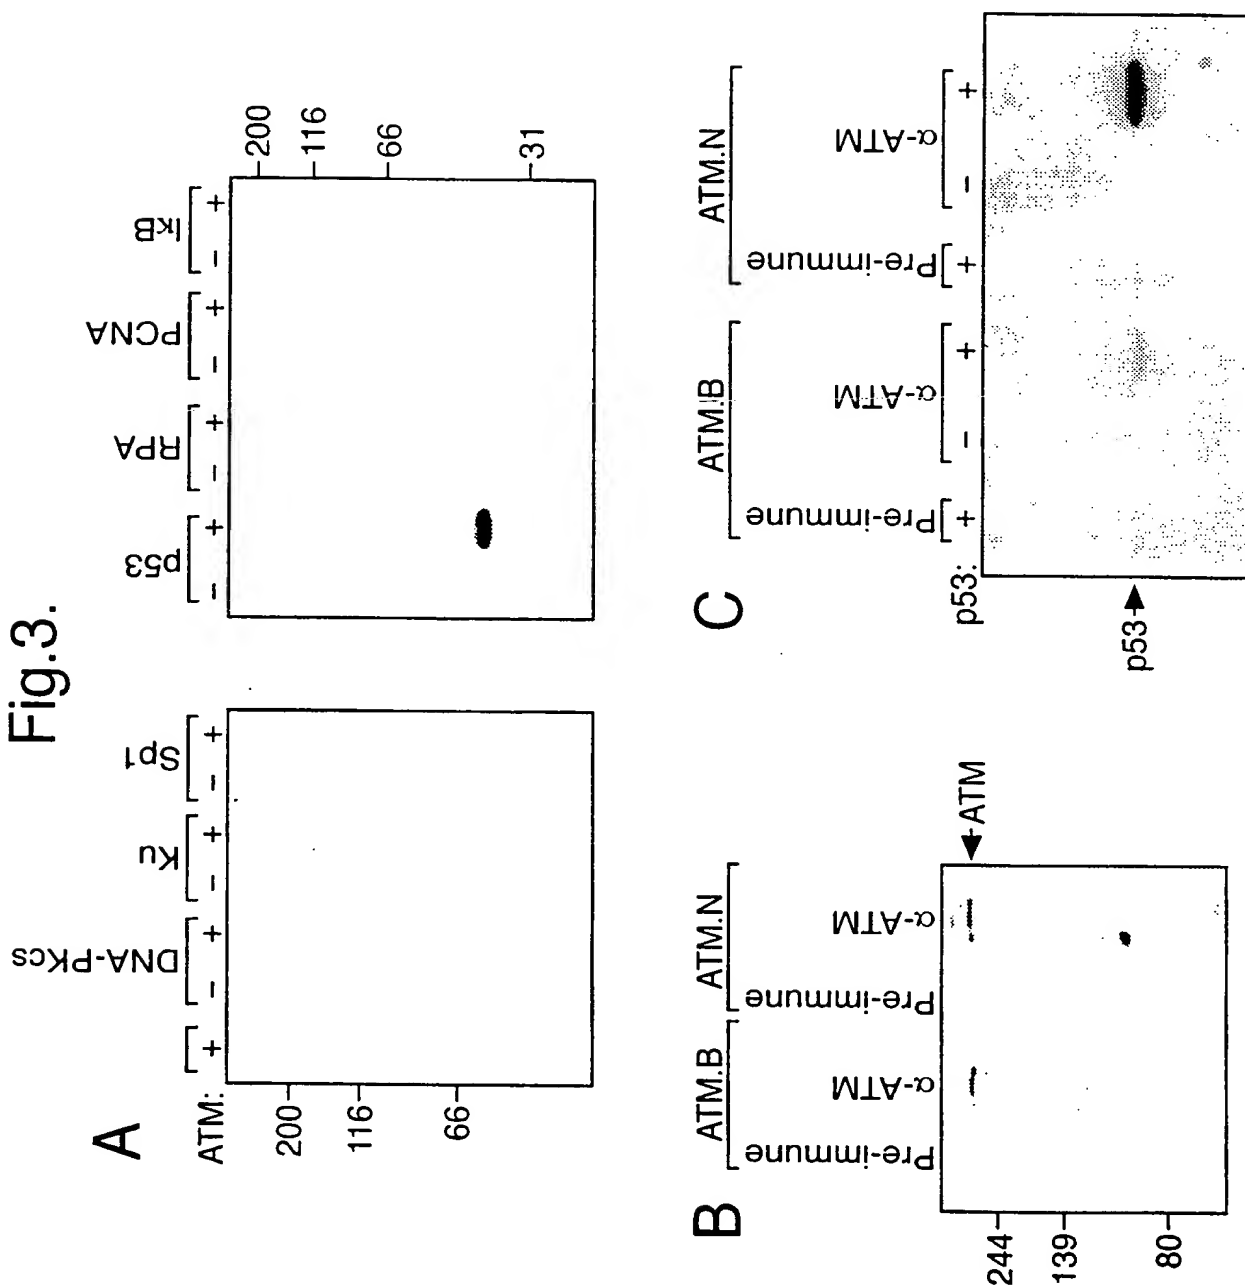 Fig.3.
A
DNA-PKcs Ku Sp1
ATM: + - + - + - +
200
116
66
p53 RPA PCNA IκB
- + - + - + - +
200
116
66
31
B
ATM.B ATM.N
Pre-immune α-ATM Pre-immune α-ATM
ATM
244
139
80
C
ATM.B ATM.N
Pre-immune α-ATM Pre-immune α-ATM
p53: + - + + - +
p53